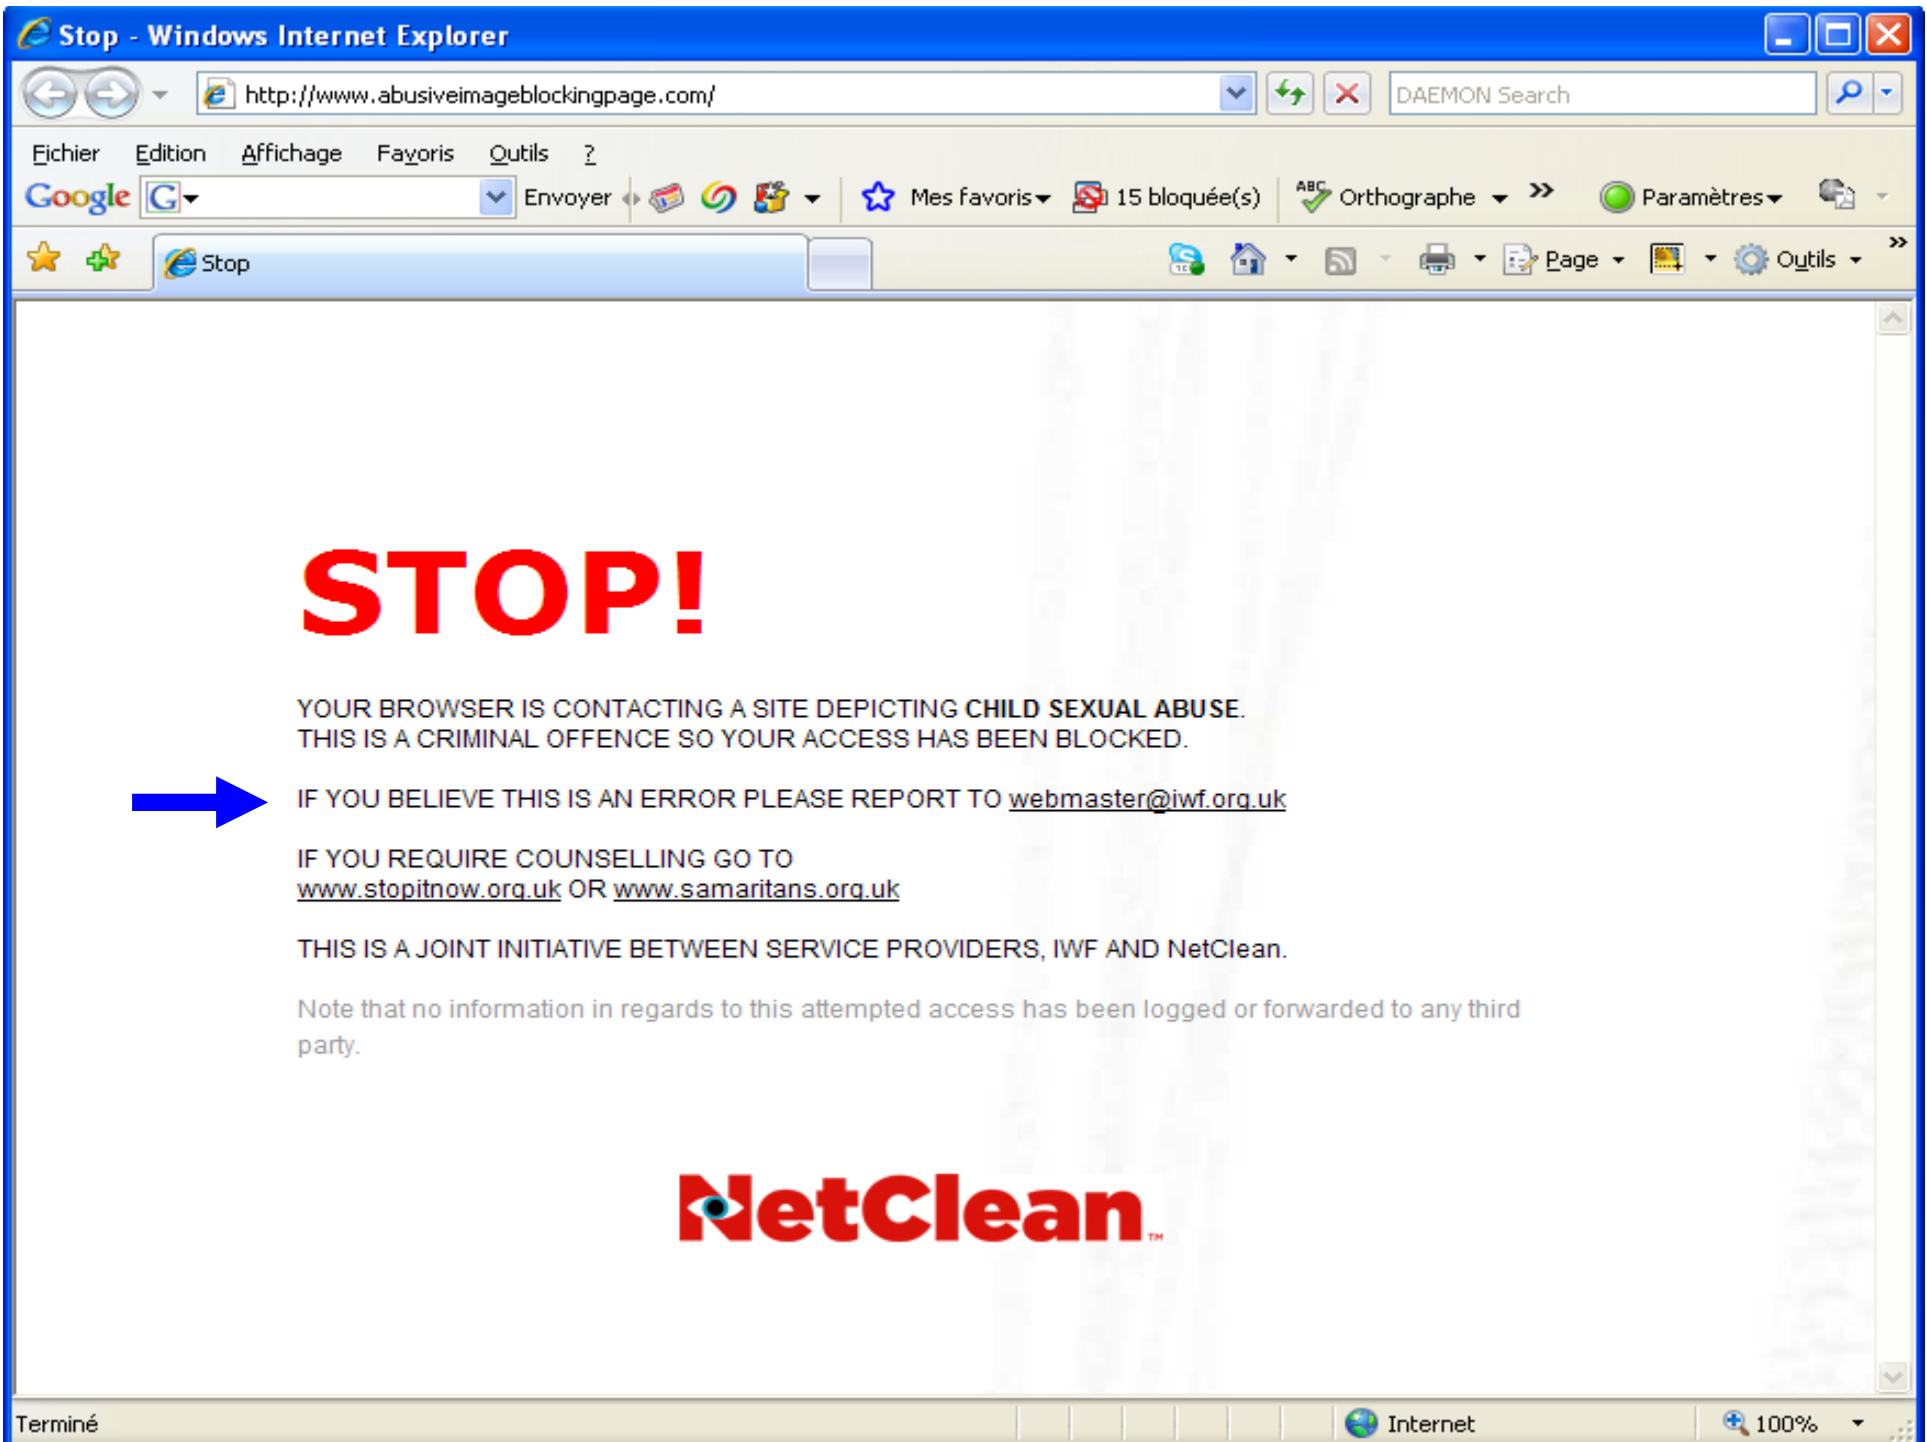 Stop - Windows Internet Explorer
http://www.abusiveimageblockingpage.com/ DAEMON Search
Fichier Edition Affichage Favoris Outils ?
Google G Envoyer Mes favoris 15 bloquée(s) ABC Orthographe » Paramètres
Stop Page Outils »
STOP!
YOUR BROWSER IS CONTACTING A SITE DEPICTING CHILD SEXUAL ABUSE.
THIS IS A CRIMINAL OFFENCE SO YOUR ACCESS HAS BEEN BLOCKED.
IF YOU BELIEVE THIS IS AN ERROR PLEASE REPORT TO webmaster@iwf.org.uk
IF YOU REQUIRE COUNSELLING GO TO
www.stopitnow.org.uk OR www.samaritans.org.uk
THIS IS A JOINT INITIATIVE BETWEEN SERVICE PROVIDERS, IWF AND NetClean.
Note that no information in regards to this attempted access has been logged or forwarded to any third
party.
NetClean™
Terminé Internet 100%